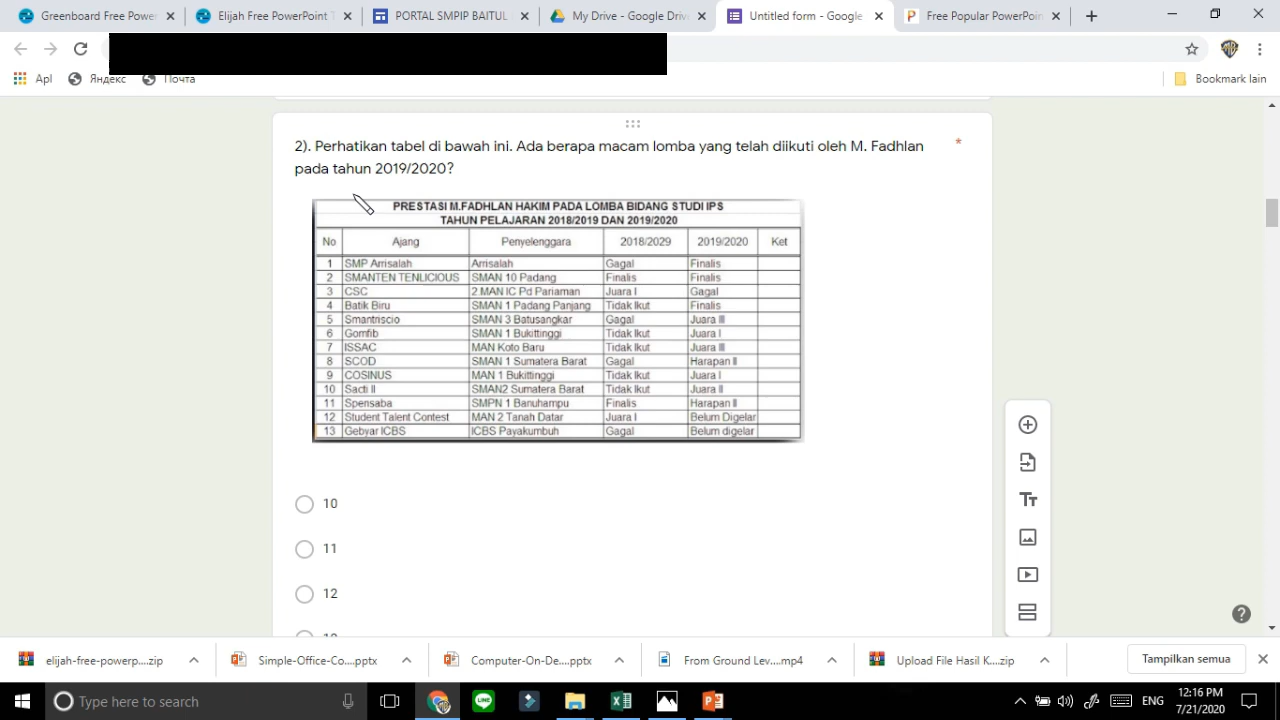 Greenboard Free Power
Elijah Free PowerPoint T
PORTAL SMPIP BAITUL
My Drive - Google Driv
Untitled form - Google
Free Popular PowerPoin
Apl
Яндекс
Почта
Bookmark lain
2). Perhatikan tabel di bawah ini. Ada berapa macam lomba yang telah diikuti oleh M. Fadhlan
*
pada tahun 2019/2020?
PRESTASI M.FADHLAN HAKIM PADA LOMBA BIDANG STUDI IPS
TAHUN PELAJARAN 2018/2019 DAN 2019/2020
No Ajang Penyelenggara 2018/2029 2019/2020 Ket
1 SMP Arrisalah Arrisalah Gagal Finalis
2 SMANTEN TENLICIOUS SMAN 10 Padang Finalis Finalis
3 CSC 2 MAN IC Pd Pariaman Juara I Gagal
4 Batik Biru SMAN 1 Padang Panjang Tidak Ikut Finalis
5 Smantriscio SMAN 3 Batusangkar Gagal Juara III
6 Gomfib SMAN 1 Bukittinggi Tidak Ikut Juara I
7 ISSAC MAN Koto Baru Tidak Ikut Juara III
8 SCOD SMAN 1 Sumatera Barat Gagal Harapan II
9 COSINUS MAN 1 Bukittinggi Tidak Ikut Juara I
10 Sacti II SMAN2 Sumatera Barat Tidak Ikut Juara II
11 Spensaba SMPN 1 Banuhampu Finalis Harapan II
12 Student Talent Contest MAN 2 Tanah Datar Juara I Belum Digelar
13 Gebyar ICBS ICBS Payakumbuh Gagal Belum digelar
10
11
12
elijah-free-powerp....zip
Simple-Office-Co....pptx
Computer-On-De....pptx
From Ground Lev....mp4
Upload File Hasil K....zip
Tampilkan semua
Type here to search
ENG
12:16 PM
7/21/2020